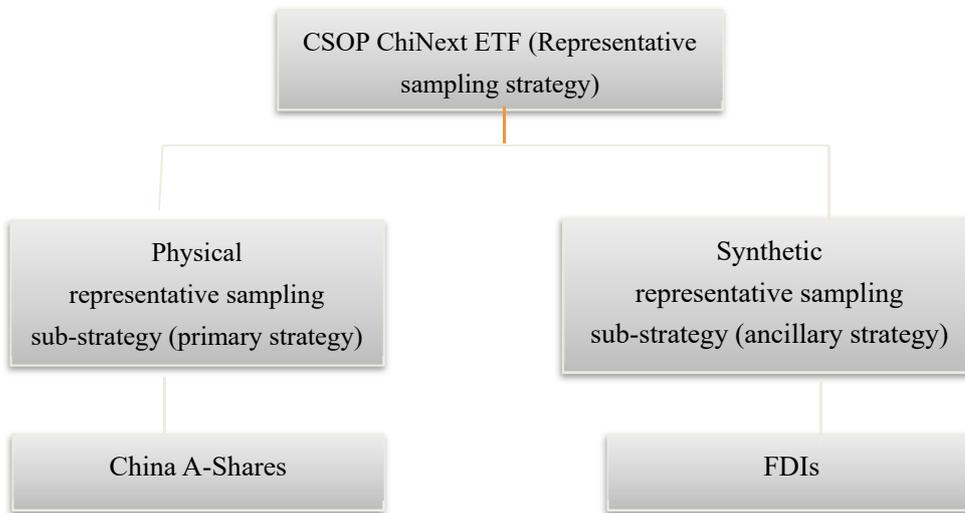 CSOP ChiNext ETF (Representative
sampling strategy)
Physical
representative sampling
sub-strategy (primary strategy)
Synthetic
representative sampling
sub-strategy (ancillary strategy)
China A-Shares
FDIs